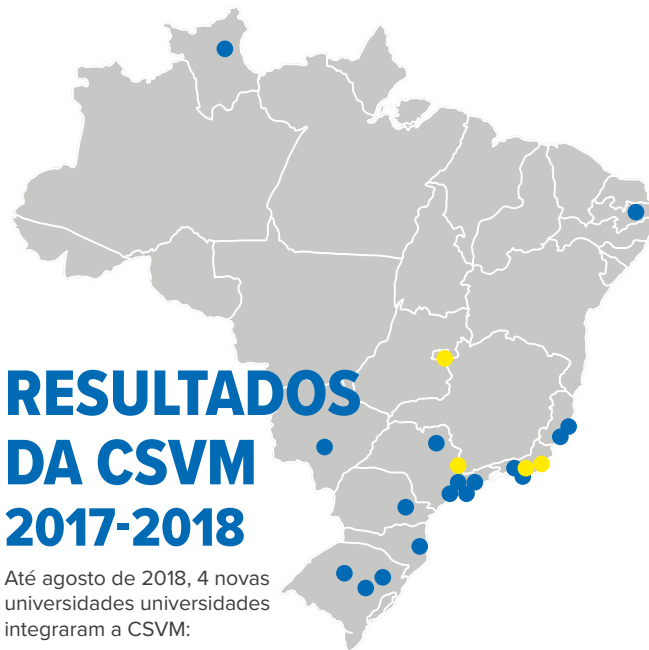 RESULTADOS
DA CSVM
2017-2018
Até agosto de 2018, 4 novas
universidades universidades
integraram a CSVM: